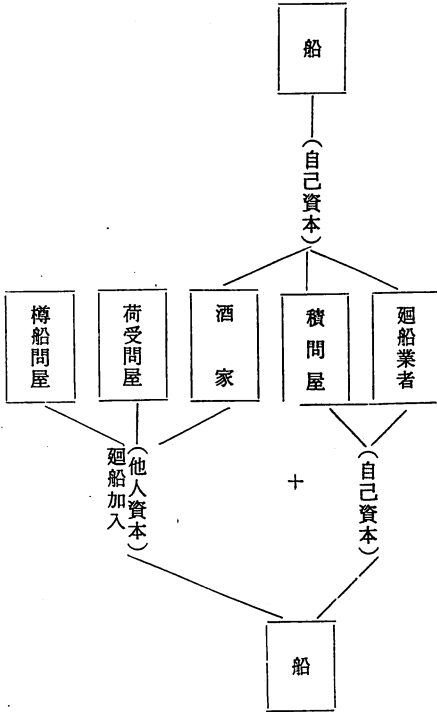 船
（自己資本）
廻船業者
積問屋
酒家
荷受問屋
樽船問屋
（自己資本）
＋
（他人資本）
廻船加入
船